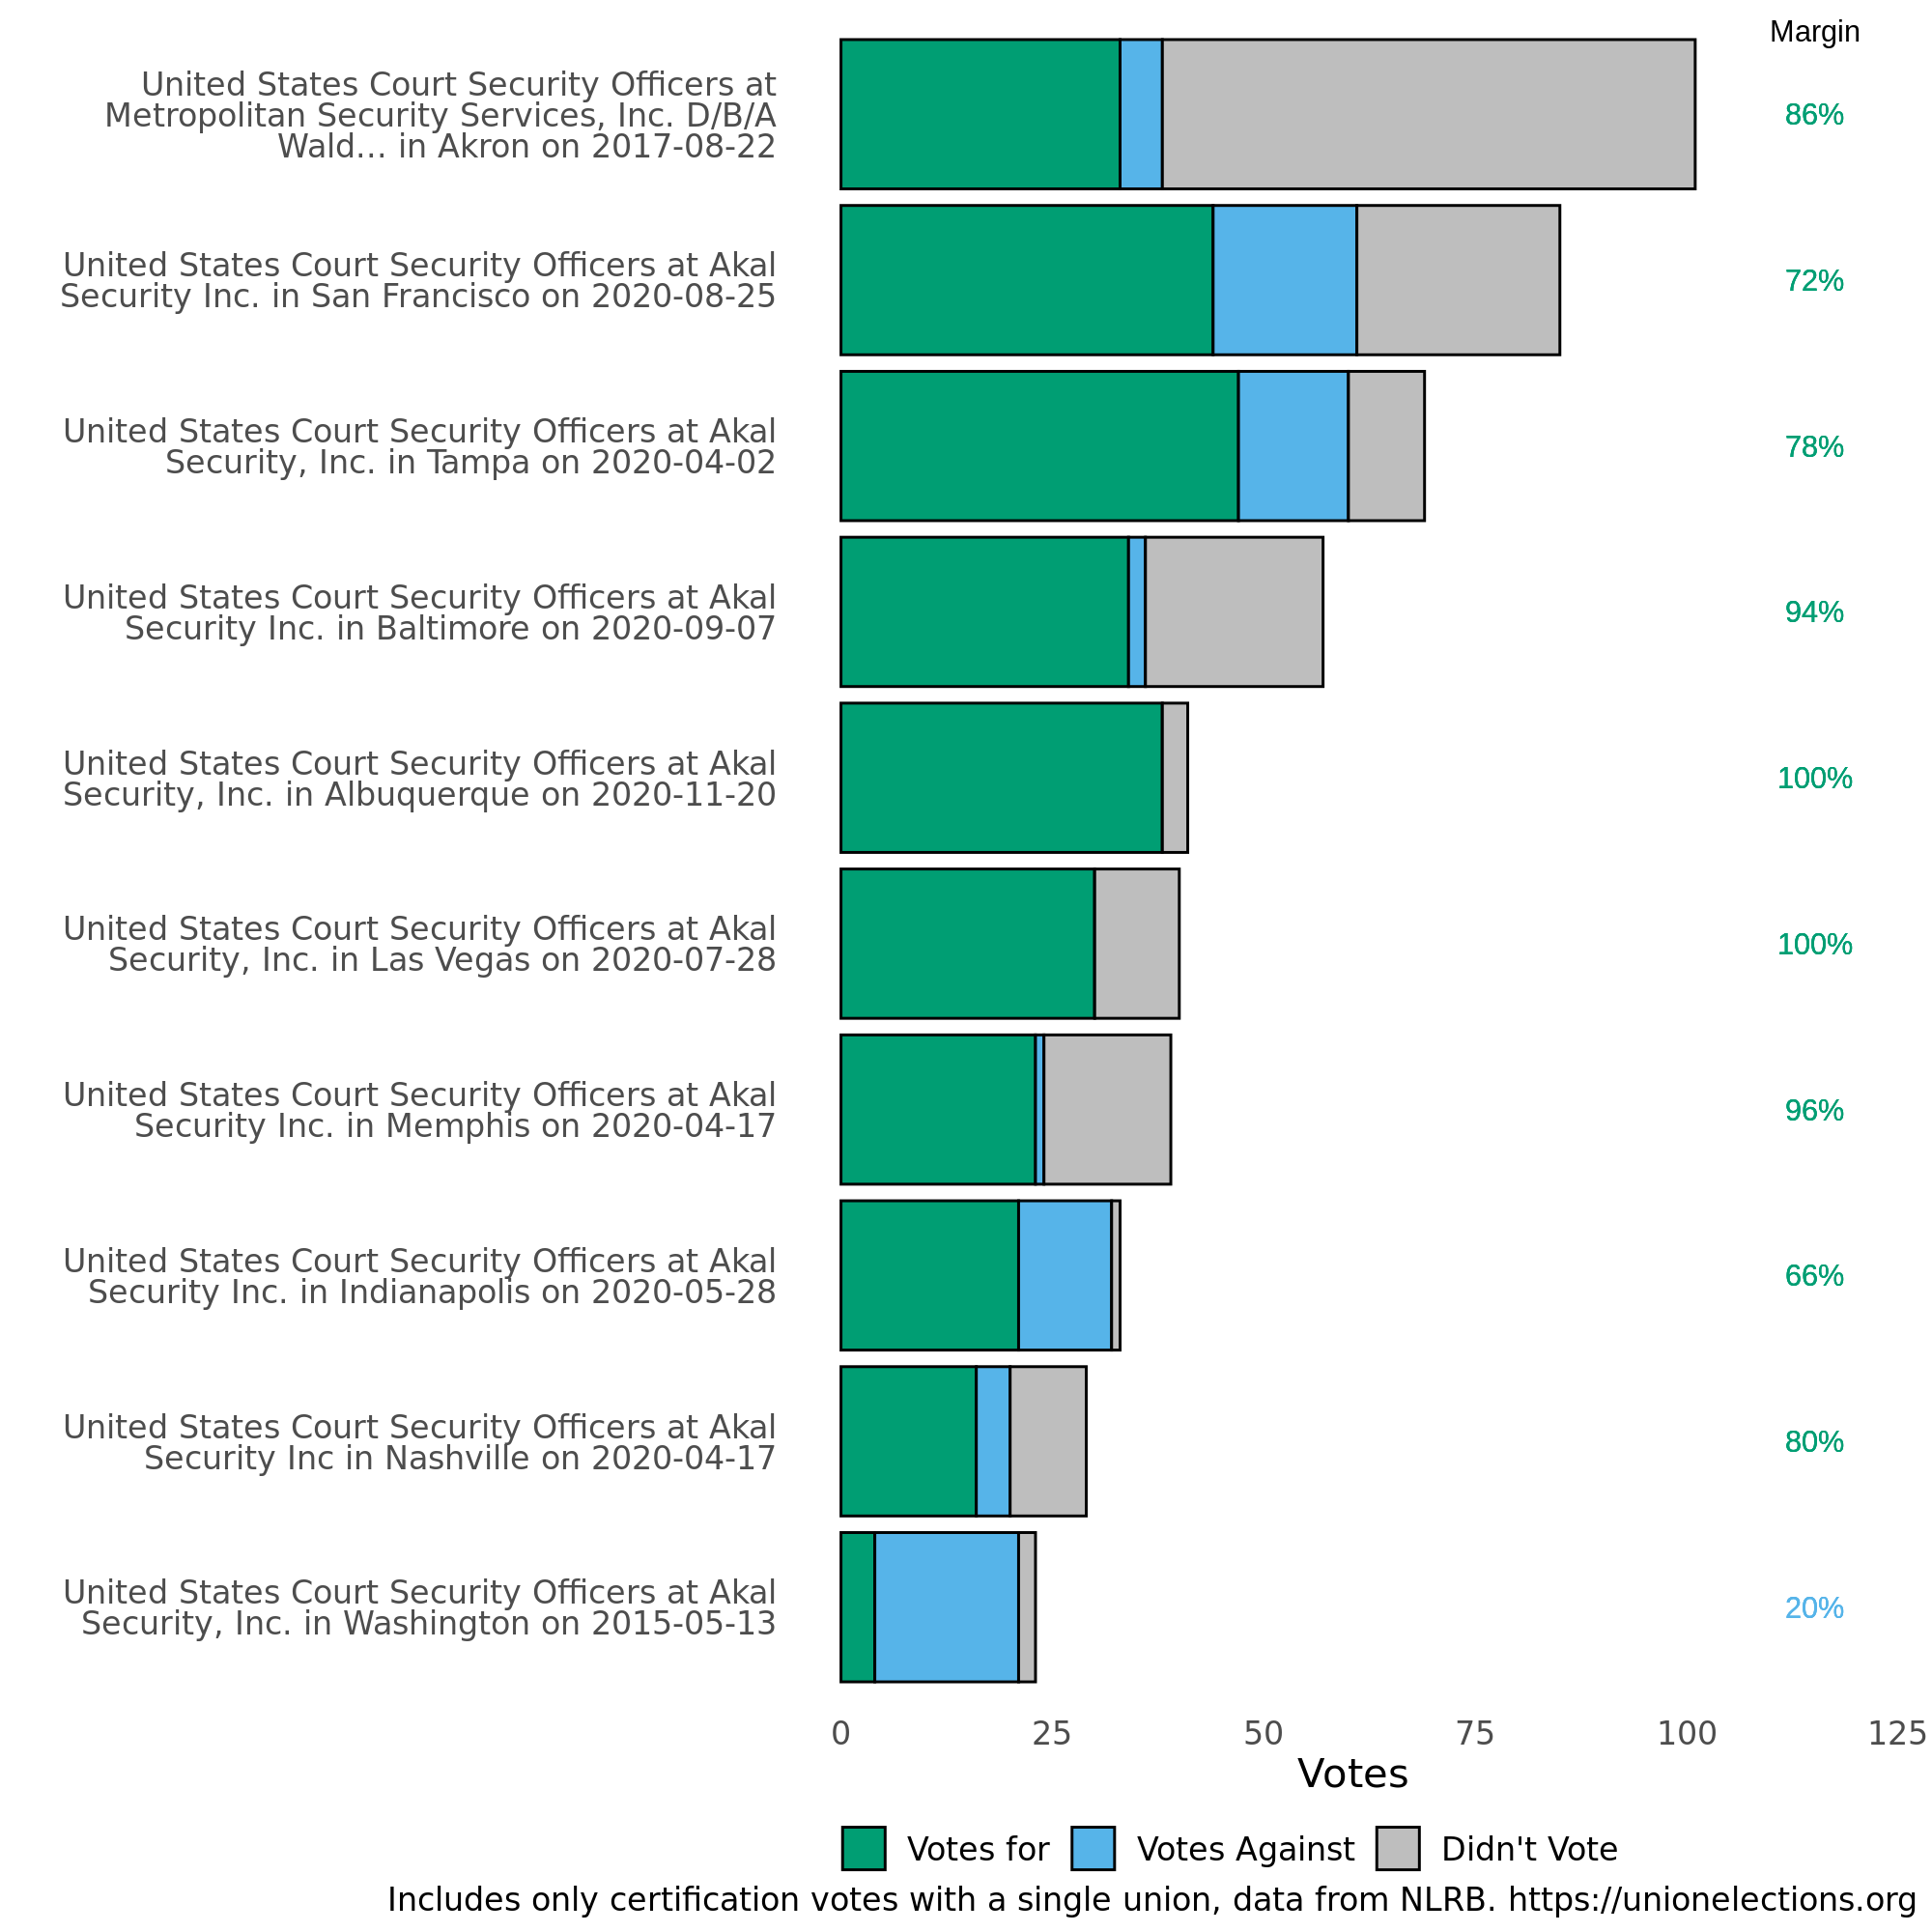 Margin
United States Court Security Officers at
Metropolitan Security Services, Inc. D/B/A
Wald... in Akron on 2017-08-22
86%
United States Court Security Officers at Akal
Security Inc. in San Francisco on 2020-08-25
72%
United States Court Security Officers at Akal
Security, Inc. in Tampa on 2020-04-02
78%
United States Court Security Officers at Akal
Security Inc. in Baltimore on 2020-09-07
94%
United States Court Security Officers at Akal
Security, Inc. in Albuquerque on 2020-11-20
100%
United States Court Security Officers at Akal
Security, Inc. in Las Vegas on 2020-07-28
100%
United States Court Security Officers at Akal
Security Inc. in Memphis on 2020-04-17
96%
United States Court Security Officers at Akal
Security Inc. in Indianapolis on 2020-05-28
66%
United States Court Security Officers at Akal
Security Inc in Nashville on 2020-04-17
80%
United States Court Security Officers at Akal
Security, Inc. in Washington on 2015-05-13
20%
0 25 50 75 100 125
Votes
Votes for Votes Against Didn't Vote
Includes only certification votes with a single union, data from NLRB. https://unionelections.org